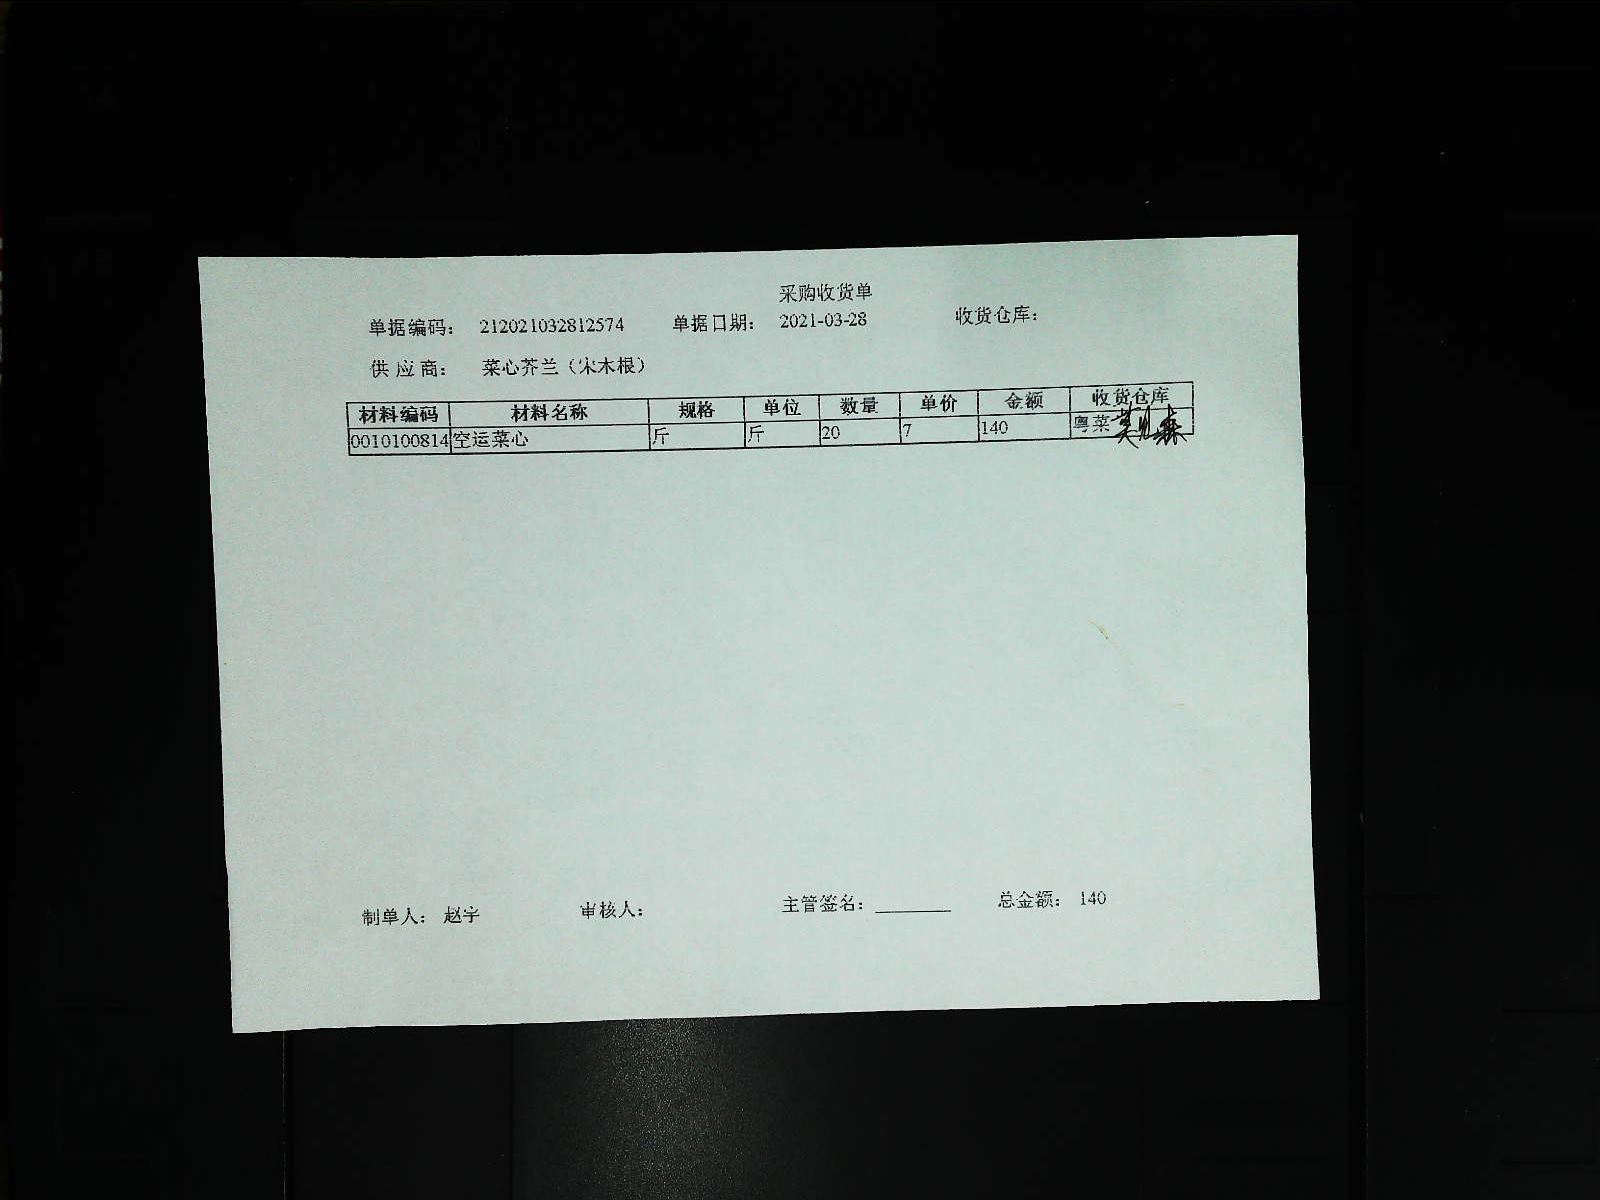 采购收货单
单据编码： 212021032812574 单据日期： 2021-03-28 收货仓库：
供 应 商： 菜心芥兰（宋木根）
材料编码 材料名称 规格 单位 数量 单价 金额 收货仓库
0010100814 空运菜心 斤 斤 20 7 140 粤菜
制单人： 赵宇 审核人： 主管签名：________ 总金额： 140